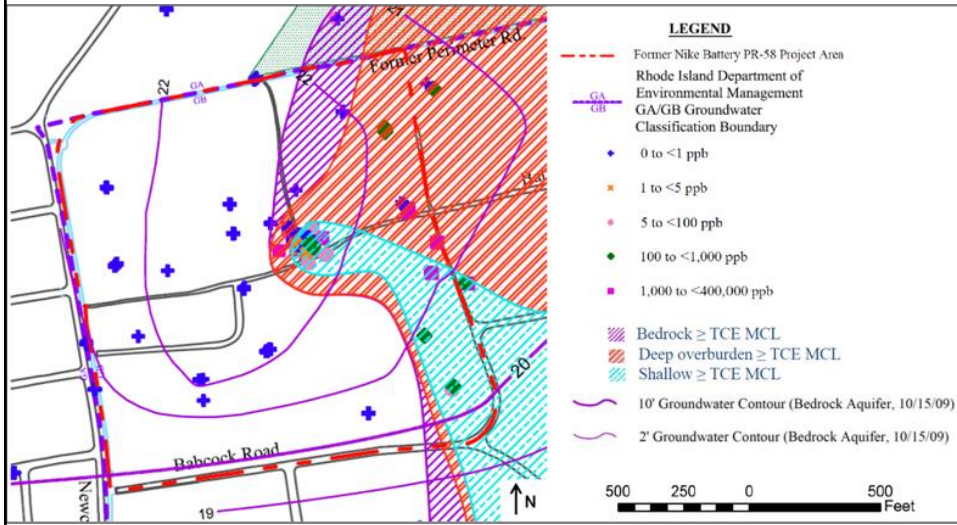 21
Former Perimeter Rd.
22
22
GA
GB
20
Babcock Road
19
Newc
N
LEGEND
Former Nike Battery PR-58 Project Area
Rhode Island Department of
Environmental Management
GA/GB Groundwater
Classification Boundary
GA
GB
0 to <1 ppb
1 to <5 ppb
5 to <100 ppb
100 to <1,000 ppb
1,000 to <400,000 ppb
Bedrock ≥ TCE MCL
Deep overburden ≥ TCE MCL
Shallow ≥ TCE MCL
10' Groundwater Contour (Bedrock Aquifer, 10/15/09)
2' Groundwater Contour (Bedrock Aquifer, 10/15/09)
500 250 0 500
Feet